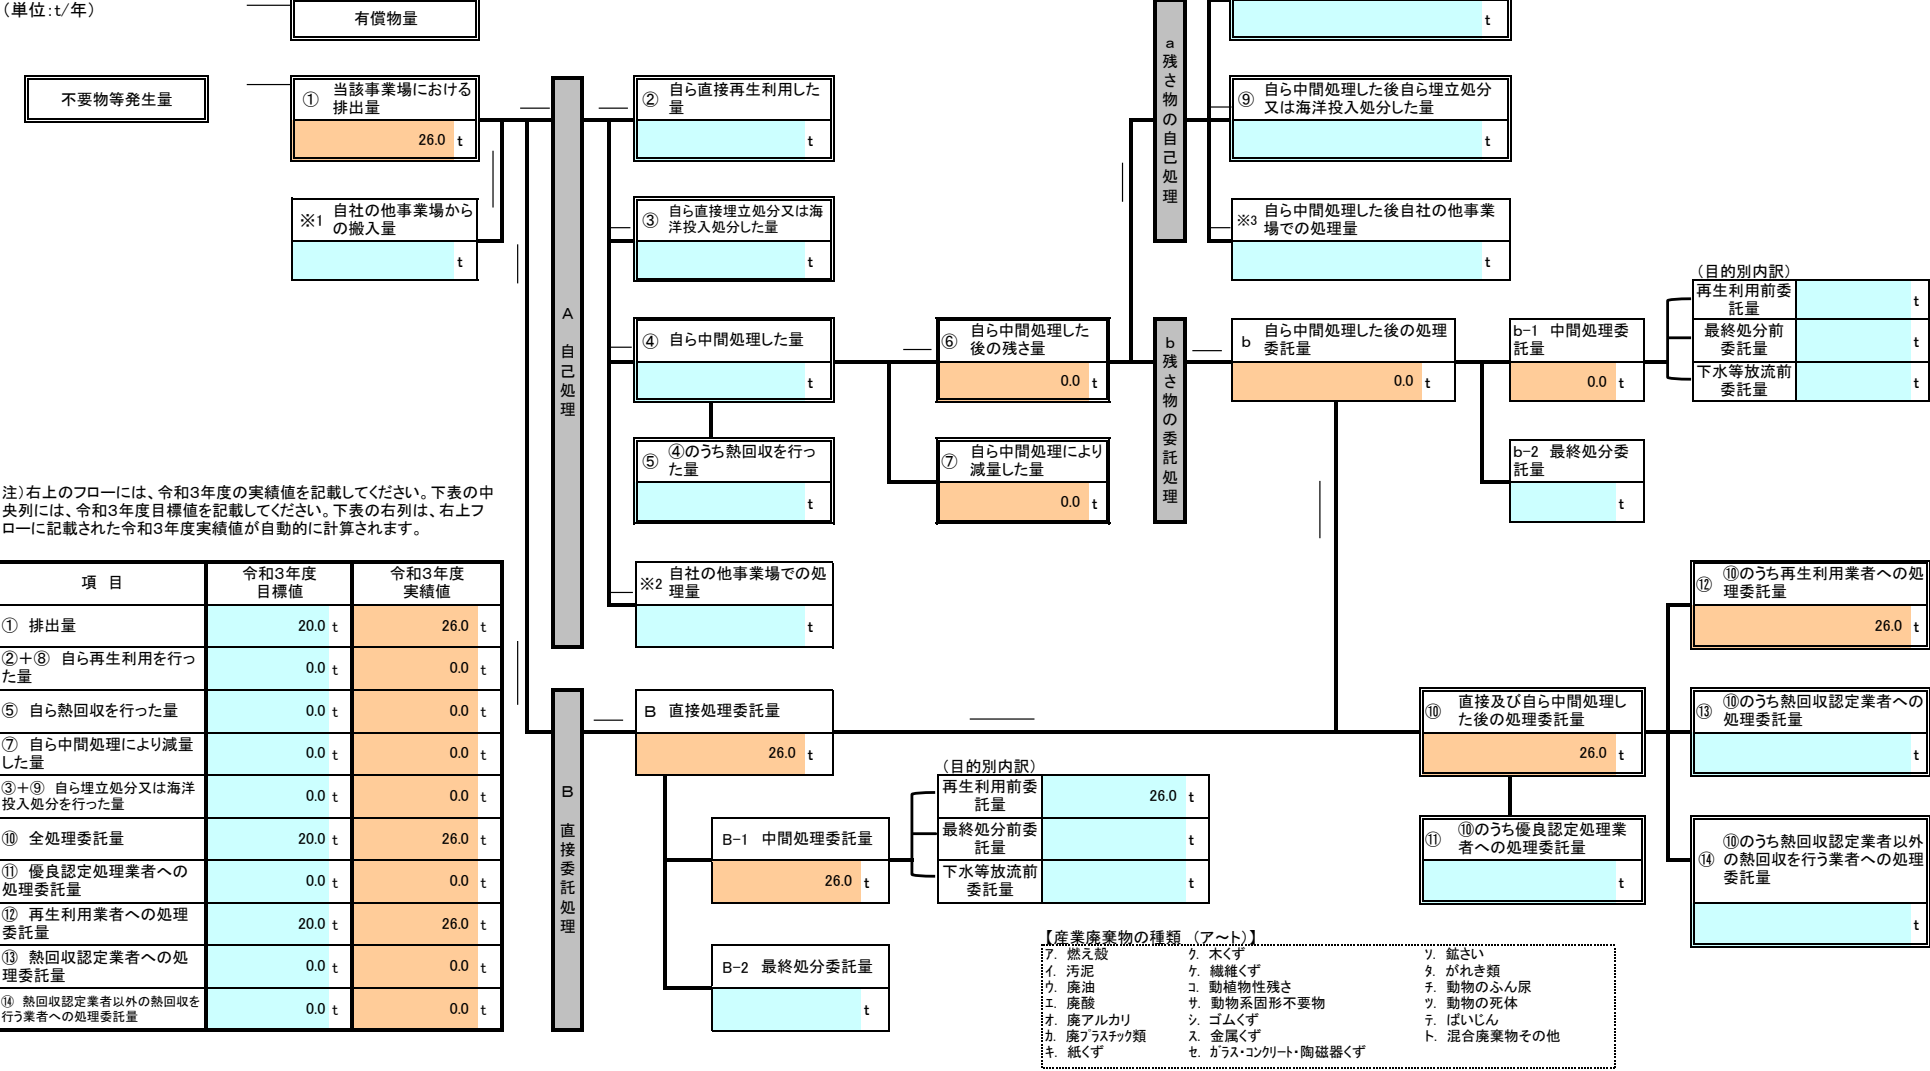 （単位：t/年）
有償物量
t
不要物等発生量
① 当該事業場における
排出量
26.0 t
※1 自社の他事業場から
の搬入量
t
A 自己処理
② 自ら直接再生利用した
量
t
③ 自ら直接埋立処分又は海
洋投入処分した量
t
④ 自ら中間処理した量
t
⑤ ④のうち熱回収を行っ
た量
t
※2 自社の他事業場での処
理量
t
⑥ 自ら中間処理した
後の残さ量
0.0 t
⑦ 自ら中間処理により
減量した量
0.0 t
a残さ物の自己処理
⑨ 自ら中間処理した後自ら埋立処分
又は海洋投入処分した量
t
※3 自ら中間処理した後自社の他事業
場での処理量
t
b残さ物の委託処理
b 自ら中間処理した後の処理
委託量
0.0 t
b-1 中間処理委
託量
0.0 t
b-2 最終処分委
託量
t
（目的別内訳）
再生利用前委
託量
t
最終処分前
委託量
t
下水等放流前
委託量
t
注）右上のフローには、令和3年度の実績値を記載してください。下表の中
央列には、令和3年度目標値を記載してください。下表の右列は、右上フ
ローに記載された令和3年度実績値が自動的に計算されます。
項 目
令和3年度
目標値
令和3年度
実績値
① 排出量
20.0 t 26.0 t
②＋⑧ 自ら再生利用を行っ
た量
0.0 t 0.0 t
⑤ 自ら熱回収を行った量
0.0 t 0.0 t
⑦ 自ら中間処理により減量
した量
0.0 t 0.0 t
③＋⑨ 自ら埋立処分又は海洋
投入処分を行った量
0.0 t 0.0 t
⑩ 全処理委託量
20.0 t 26.0 t
⑪ 優良認定処理業者への
処理委託量
0.0 t 0.0 t
⑫ 再生利用業者への処理
委託量
20.0 t 26.0 t
⑬ 熱回収認定業者への処
理委託量
0.0 t 0.0 t
⑭ 熱回収認定業者以外の熱回収を
行う業者への処理委託量
0.0 t 0.0 t
B 直接委託処理
B 直接処理委託量
26.0 t
B-1 中間処理委託量
26.0 t
B-2 最終処分委託量
t
（目的別内訳）
再生利用前委
託量
26.0 t
最終処分前委
託量
t
下水等放流前
委託量
t
⑩ 直接及び自ら中間処理し
た後の処理委託量
26.0 t
⑪ ⑩のうち優良認定処理業
者への処理委託量
t
⑫ ⑩のうち再生利用業者への処
理委託量
26.0 t
⑬ ⑩のうち熱回収認定業者への
処理委託量
t
⑭ ⑩のうち熱回収認定業者以外
の熱回収を行う業者への処理
委託量
t
【産業廃棄物の種類 （ア～ト）】
ア. 燃え殻 ク. 木くず ソ. 鉱さい
イ. 汚泥 ケ. 繊維くず タ. がれき類
ウ. 廃油 コ. 動植物性残さ チ. 動物のふん尿
エ. 廃酸 サ. 動物系固形不要物 ツ. 動物の死体
オ. 廃アルカリ シ. ゴムくず テ. ばいじん
カ. 廃プラスチック類 ス. 金属くず ト. 混合廃棄物その他
キ. 紙くず セ. ガラス・コンクリート・陶磁器くず